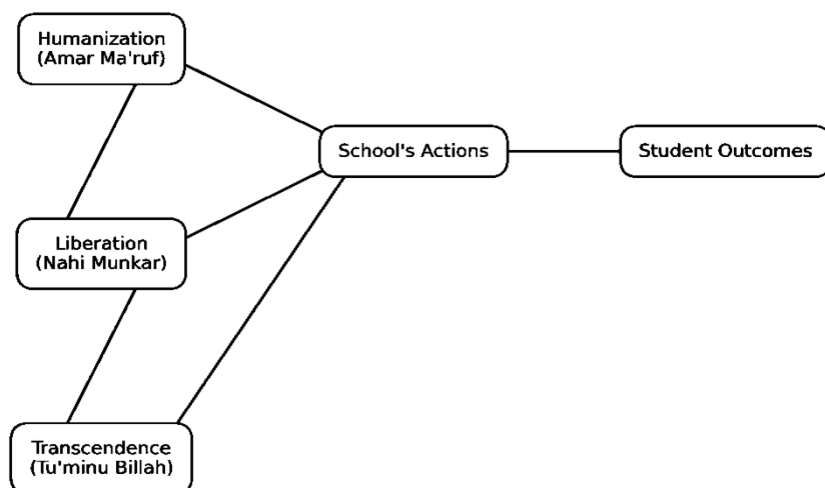 Humanization
(Amar Ma'ruf)
School's Actions
Student Outcomes
Liberation
(Nahi Munkar)
Transcendence
(Tu'minu Billah)